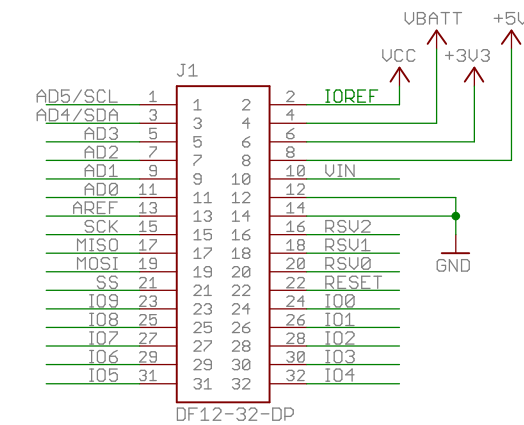 VBATT +5V
VCC +3V3
J1
AD5/SCL 1 1 2 2 IOREF
AD4/SDA 3 3 4 4
AD3 5 5 6 6
AD2 7 7 8 8
AD1 9 9 10 10 VIN
AD0 11 11 12 12
AREF 13 13 14 14
SCK 15 15 16 16 RSV2
MISO 17 17 18 18 RSV1
MOSI 19 19 20 20 RSV0
SS 21 21 22 22 RESET
IO9 23 23 24 24 IO0
IO8 25 25 26 26 IO1
IO7 27 27 28 28 IO2
IO6 29 29 30 30 IO3
IO5 31 31 32 32 IO4
GND
DF12-32-DP